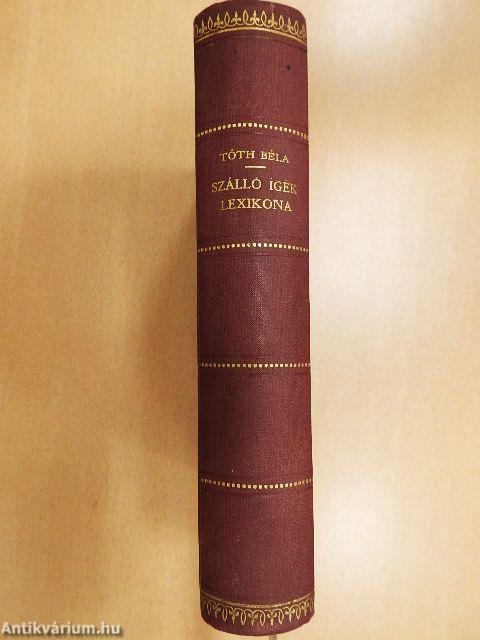 TÓTH BÉLA
SZÁLLÓ IGÉK
LEXIKONA
Antikvárium.hu